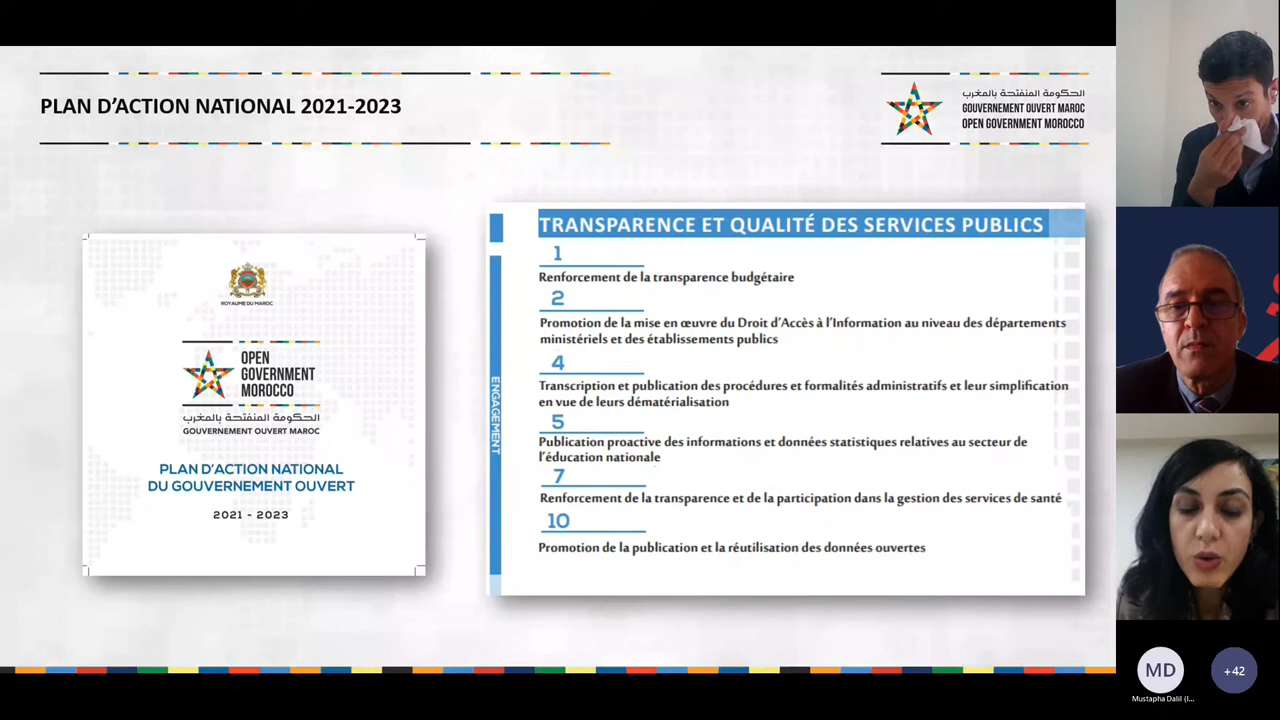 PLAN D'ACTION NATIONAL 2021-2023
الحكومة المنفتحة بالمغرب
GOUVERNEMENT OUVERT MAROC
OPEN GOVERNMENT MOROCCO
ROYAUME DU MAROC
OPEN
GOVERNMENT
MOROCCO
الحكومة المنفتحة بالمغرب
GOUVERNEMENT OUVERT MAROC
PLAN D'ACTION NATIONAL
DU GOUVERNEMENT OUVERT
2021 - 2023
TRANSPARENCE ET QUALITÉ DES SERVICES PUBLICS
ENGAGEMENT
1
Renforcement de la transparence budgétaire
2
Promotion de la mise en œuvre du Droit d'Accès à l'Information au niveau des départements
ministériels et des établissements publics
4
Transcription et publication des procédures et formalités administratifs et leur simplification
en vue de leurs dématérialisation
5
Publication proactive des informations et données statistiques relatives au secteur de
l'éducation nationale
7
Renforcement de la transparence et de la participation dans la gestion des services de santé
10
Promotion de la publication et la réutilisation des données ouvertes
MD
+42
Mustapha Dalil (I...